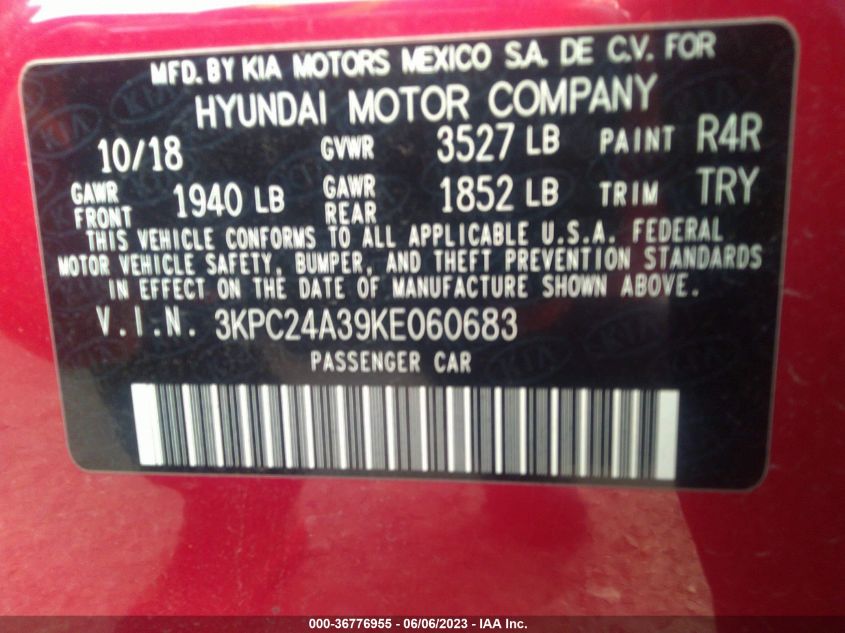 MFD. BY KIA MOTORS MEXICO S.A. DE C.V. FOR
HYUNDAI MOTOR COMPANY
10/18 GVWR 3527 LB PAINT R4R
GAWR FRONT 1940 LB GAWR REAR 1852 LB TRIM TRY
THIS VEHICLE CONFORMS TO ALL APPLICABLE U.S.A. FEDERAL
MOTOR VEHICLE SAFETY, BUMPER, AND THEFT PREVENTION STANDARDS
IN EFFECT ON THE DATE OF MANUFACTURE SHOWN ABOVE.
V.I.N. 3KPC24A39KE060683
PASSENGER CAR
000-36776955 - 06/06/2023 - IAA Inc.